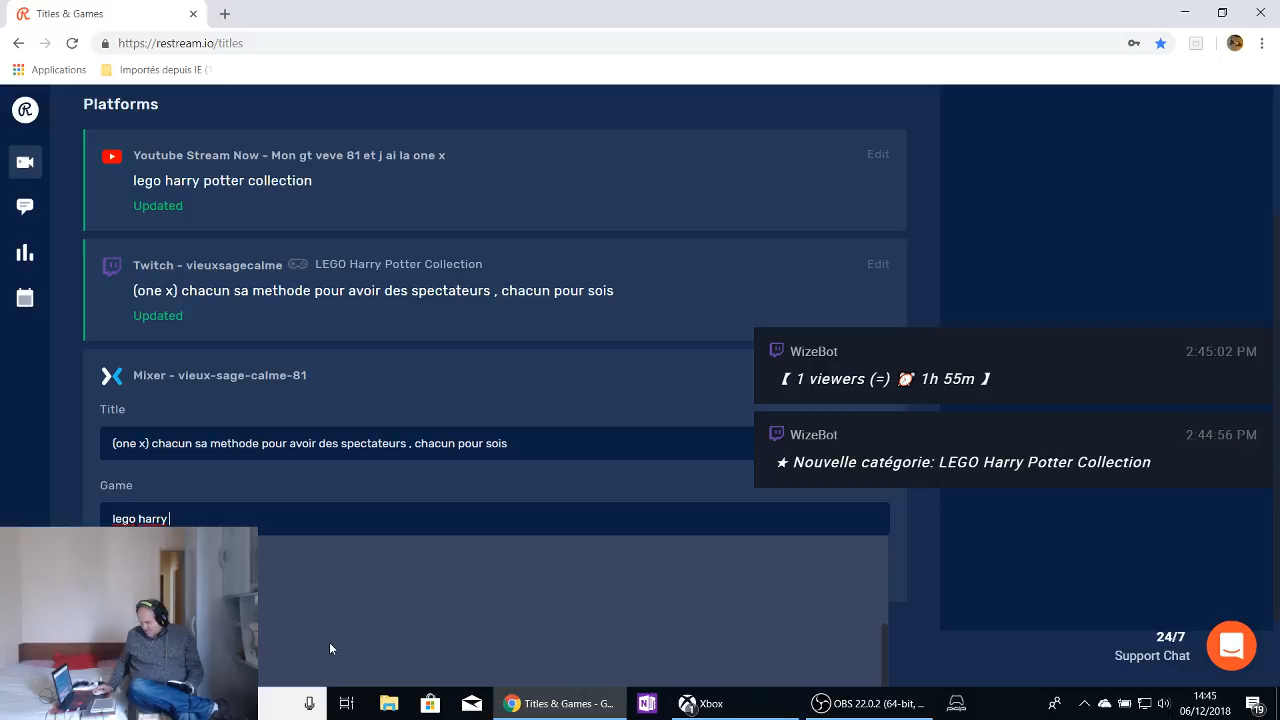 Titles & Games
https://restream.io/titles
Applications
Importés depuis IE (
Platforms
Youtube Stream Now - Mon gt veve 81 et j ai la one x
Edit
lego harry potter collection
Updated
Twitch - vieuxsagecalme
LEGO Harry Potter Collection
Edit
(one x) chacun sa methode pour avoir des spectateurs , chacun pour sois
Updated
Mixer - vieux-sage-calme-81
Title
(one x) chacun sa methode pour avoir des spectateurs , chacun pour sois
Game
lego harry
WizeBot
2:45:02 PM
【 1 viewers (=) ⏰ 1h 55m 】
WizeBot
2:44:56 PM
★ Nouvelle catégorie: LEGO Harry Potter Collection
24/7
Support Chat
Titles & Games - G...
Xbox
OBS 22.0.2 (64-bit, ...
14:45
06/12/2018
19